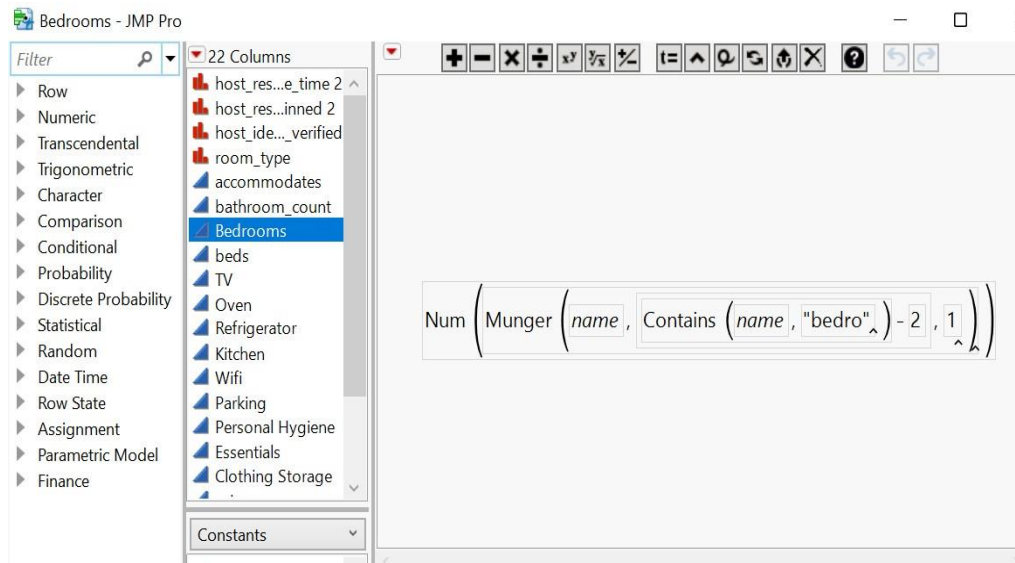 Bedrooms - JMP Pro
Filter
Row
Numeric
Transcendental
Trigonometric
Character
Comparison
Conditional
Probability
Discrete Probability
Statistical
Random
Date Time
Row State
Assignment
Parametric Model
Finance
22 Columns
host_res...e_time 2
host_res...inned 2
host_ide..._verified
room_type
accommodates
bathroom_count
Bedrooms
beds
TV
Oven
Refrigerator
Kitchen
Wifi
Parking
Personal Hygiene
Essentials
Clothing Storage
Constants
t=
Num ( Munger ( name , Contains ( name , "bedro" ) - 2 , 1 ) )